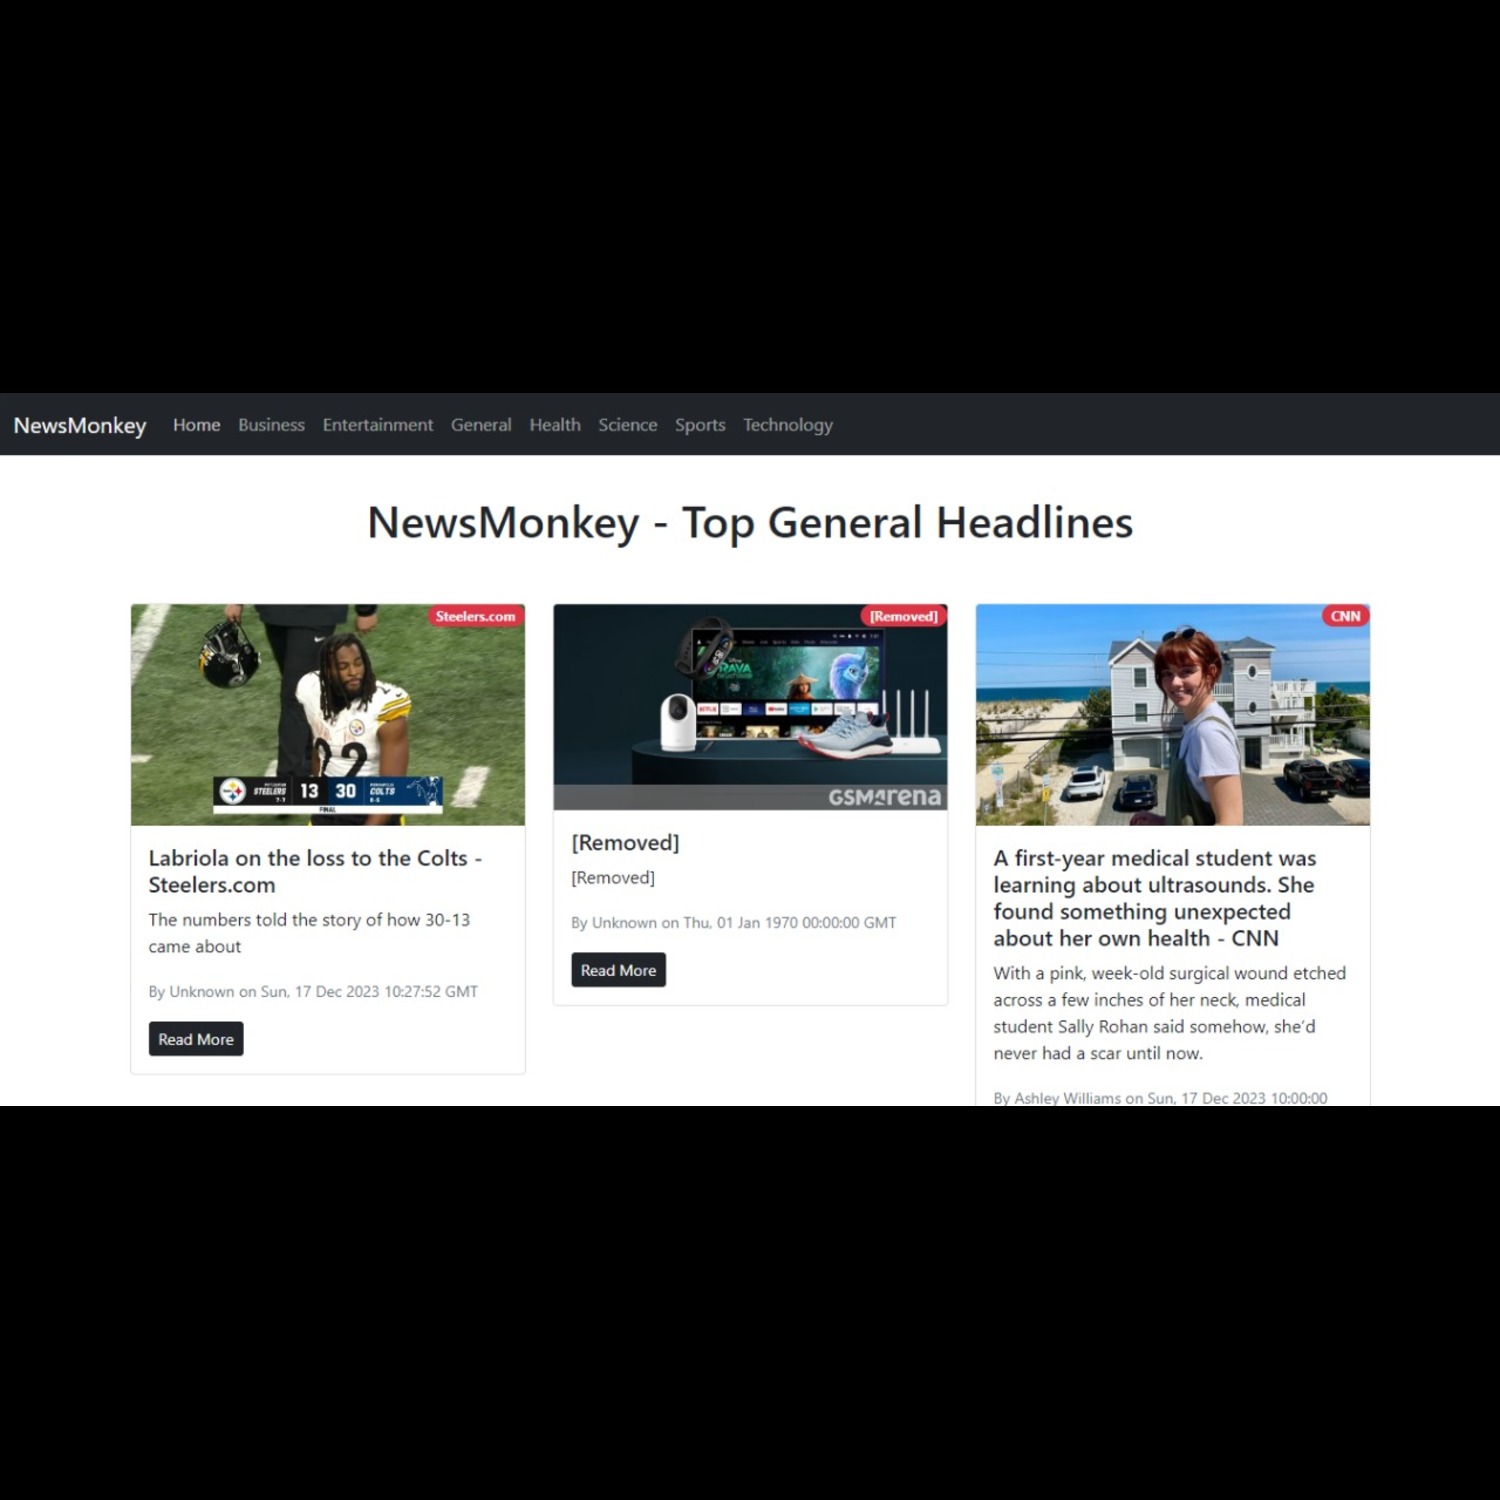 NewsMonkey Home Business Entertainment General Health Science Sports Technology
NewsMonkey - Top General Headlines
Steelers.com
STEELERS 13 30 COLTS
7-7
8-6
FINAL
Labriola on the loss to the Colts -
Steelers.com
The numbers told the story of how 30-13
came about
By Unknown on Sun, 17 Dec 2023 10:27:52 GMT
Read More
[Removed]
RAYA
NETFLIX
GSMArena
[Removed]
[Removed]
By Unknown on Thu, 01 Jan 1970 00:00:00 GMT
Read More
CNN
A first-year medical student was
learning about ultrasounds. She
found something unexpected
about her own health - CNN
With a pink, week-old surgical wound etched
across a few inches of her neck, medical
student Sally Rohan said somehow, she’d
never had a scar until now.
By Ashley Williams on Sun, 17 Dec 2023 10:00:00